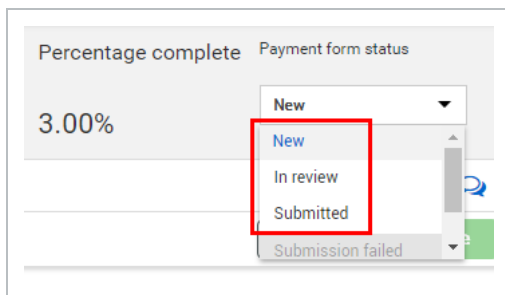 Percentage complete
Payment form status
3.00%
New
New
In review
Submitted
Submission failed